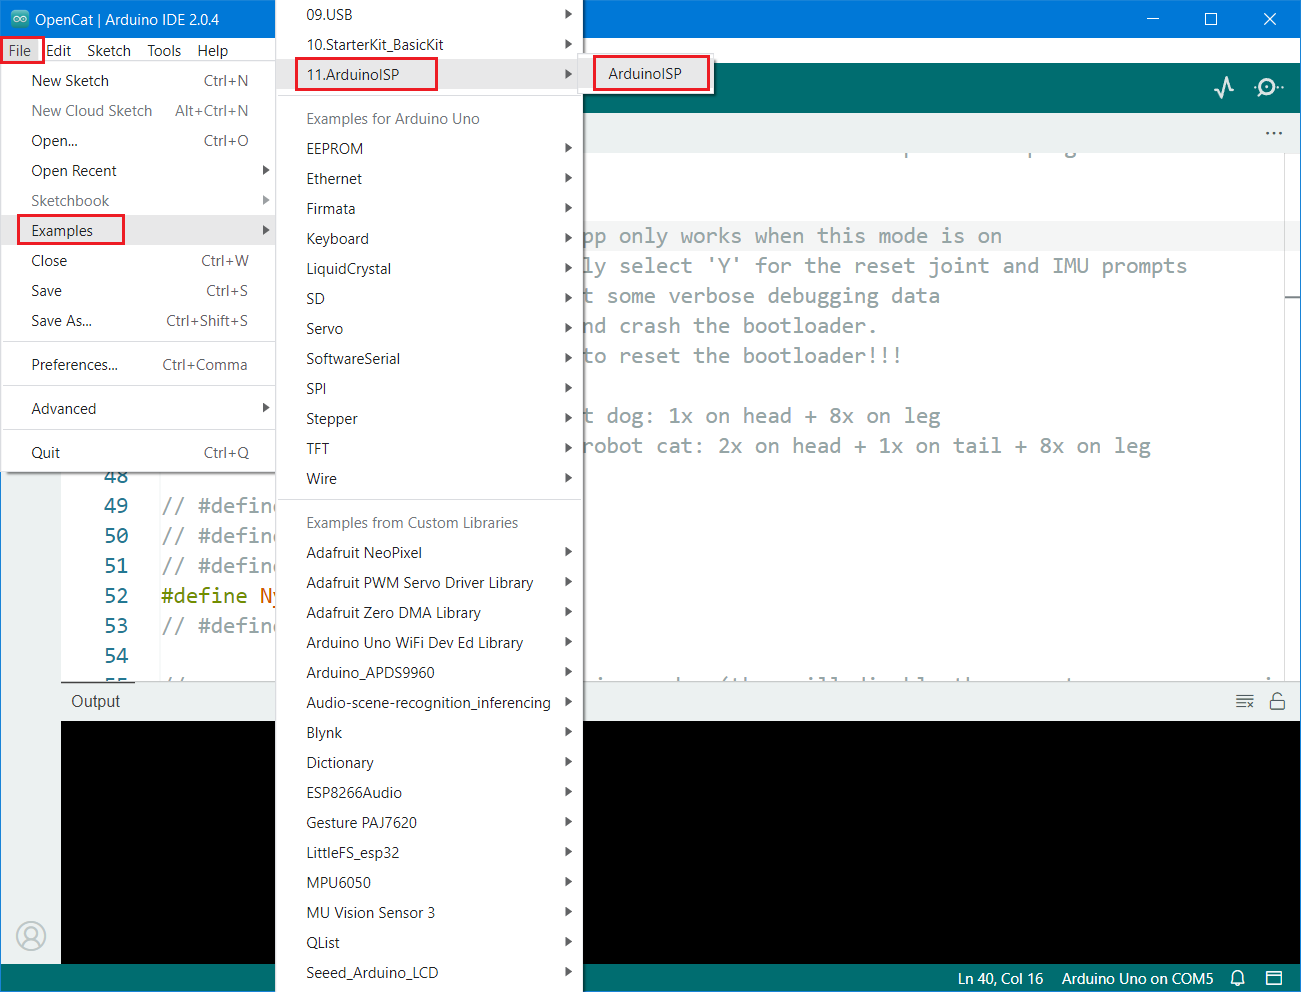 OpenCat | Arduino IDE 2.0.4
File Edit Sketch Tools Help
New Sketch Ctrl+N
New Cloud Sketch Alt+Ctrl+N
Open... Ctrl+O
Open Recent
Sketchbook
Examples
Close Ctrl+W
Save Ctrl+S
Save As... Ctrl+Shift+S
Preferences... Ctrl+Comma
Advanced
Quit Ctrl+Q
09.USB
10.StarterKit_BasicKit
11.ArduinoISP
ArduinoISP
Examples for Arduino Uno
EEPROM
Ethernet
Firmata
Keyboard
LiquidCrystal
SD
Servo
SoftwareSerial
SPI
Stepper
TFT
Wire
Examples from Custom Libraries
Adafruit NeoPixel
Adafruit PWM Servo Driver Library
Adafruit Zero DMA Library
Arduino Uno WiFi Dev Ed Library
Arduino_APDS9960
Audio-scene-recognition_inferencing
Blynk
Dictionary
ESP8266Audio
Gesture PAJ7620
LittleFS_esp32
MPU6050
MU Vision Sensor 3
QList
Seeed_Arduino_LCD
pp only works when this mode is on
ly select 'Y' for the reset joint and IMU prompts
t some verbose debugging data
nd crash the bootloader.
to reset the bootloader!!!
t dog: 1x on head + 8x on leg
robot cat: 2x on head + 1x on tail + 8x on leg
48
49 // #define
50 // #define
51 // #define
52 #define Ny
53 // #define
54
Output
Ln 40, Col 16 Arduino Uno on COM5